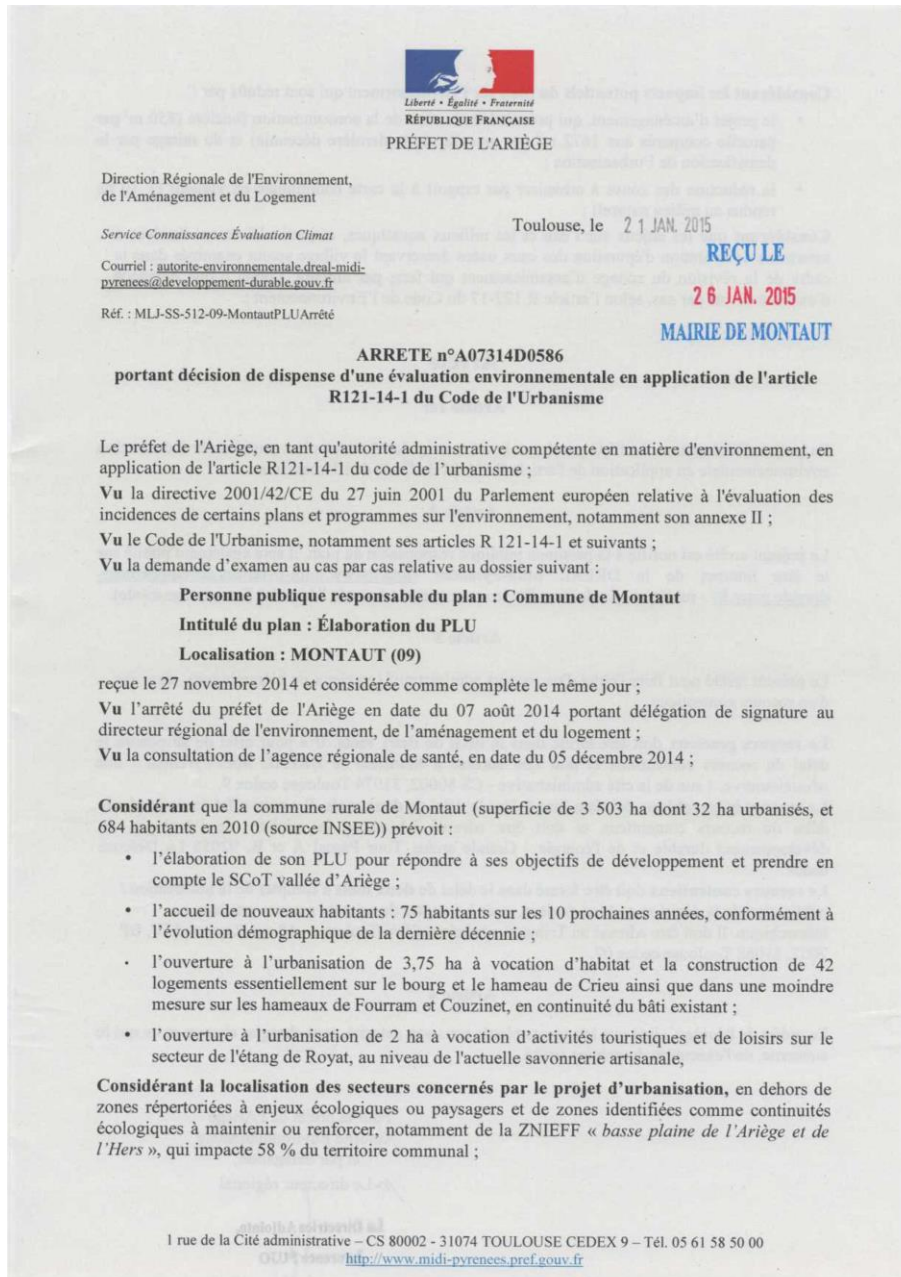 Liberté • Égalité • Fraternité
RÉPUBLIQUE FRANÇAISE
PRÉFET DE L'ARIÈGE
Direction Régionale de l'Environnement,
de l'Aménagement et du Logement
Service Connaissances Évaluation Climat
Courriel : autorite-environnementale.dreal-midi-
pyrenees@developpement-durable.gouv.fr
Réf. : MLJ-SS-512-09-MontautPLUArrêté
Toulouse, le 21 JAN. 2015
REÇU LE
26 JAN. 2015
MAIRIE DE MONTAUT
ARRETE n°A07314D0586
portant décision de dispense d'une évaluation environnementale en application de l'article
R121-14-1 du Code de l'Urbanisme
Le préfet de l'Ariège, en tant qu'autorité administrative compétente en matière d'environnement, en
application de l'article R121-14-1 du code de l'urbanisme ;
Vu la directive 2001/42/CE du 27 juin 2001 du Parlement européen relative à l'évaluation des
incidences de certains plans et programmes sur l'environnement, notamment son annexe II ;
Vu le Code de l'Urbanisme, notamment ses articles R 121-14-1 et suivants ;
Vu la demande d'examen au cas par cas relative au dossier suivant :
Personne publique responsable du plan : Commune de Montaut
Intitulé du plan : Élaboration du PLU
Localisation : MONTAUT (09)
reçue le 27 novembre 2014 et considérée comme complète le même jour ;
Vu l'arrêté du préfet de l'Ariège en date du 07 août 2014 portant délégation de signature au
directeur régional de l'environnement, de l'aménagement et du logement ;
Vu la consultation de l'agence régionale de santé, en date du 05 décembre 2014 ;
Considérant que la commune rurale de Montaut (superficie de 3 503 ha dont 32 ha urbanisés, et
684 habitants en 2010 (source INSEE)) prévoit :
• l'élaboration de son PLU pour répondre à ses objectifs de développement et prendre en
compte le SCoT vallée d'Ariège ;
• l'accueil de nouveaux habitants : 75 habitants sur les 10 prochaines années, conformément à
l'évolution démographique de la dernière décennie ;
• l'ouverture à l'urbanisation de 3,75 ha à vocation d'habitat et la construction de 42
logements essentiellement sur le bourg et le hameau de Crieu ainsi que dans une moindre
mesure sur les hameaux de Fourram et Couzinet, en continuité du bâti existant ;
• l'ouverture à l'urbanisation de 2 ha à vocation d'activités touristiques et de loisirs sur le
secteur de l'étang de Royat, au niveau de l'actuelle savonnerie artisanale,
Considérant la localisation des secteurs concernés par le projet d'urbanisation, en dehors de
zones répertoriées à enjeux écologiques ou paysagers et de zones identifiées comme continuités
écologiques à maintenir ou renforcer, notamment de la ZNIEFF « basse plaine de l'Ariège et de
l'Hers », qui impacte 58 % du territoire communal ;
1 rue de la Cité administrative – CS 80002 - 31074 TOULOUSE CEDEX 9 – Tél. 05 61 58 50 00
http://www.midi-pyrenees.pref.gouv.fr